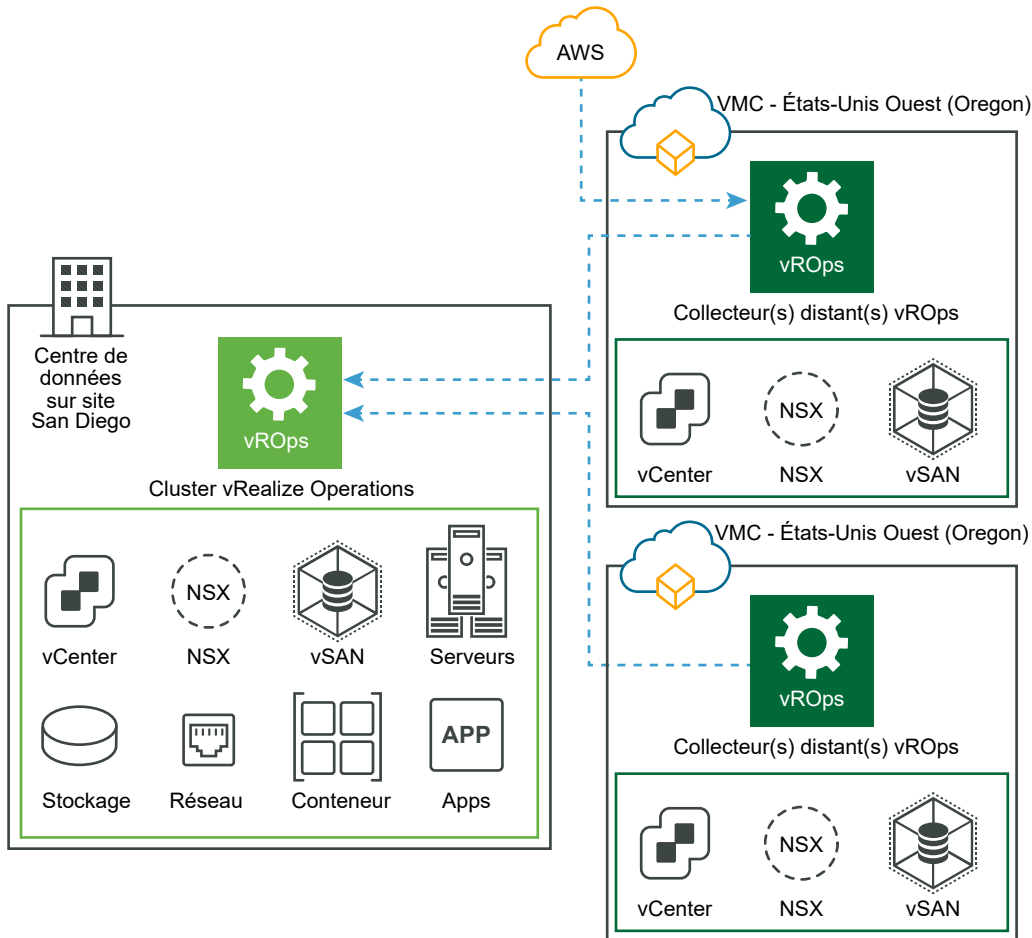 AWS
VMC - États-Unis Ouest (Oregon)
vROps
Collecteur(s) distant(s) vROps
NSX
vCenter
NSX
vSAN
Centre de
données
sur site
San Diego
vROps
Cluster vRealize Operations
NSX
vCenter
NSX
vSAN
Serveurs
APP
Stockage
Réseau
Conteneur
Apps
VMC - États-Unis Ouest (Oregon)
vROps
Collecteur(s) distant(s) vROps
NSX
vCenter
NSX
vSAN